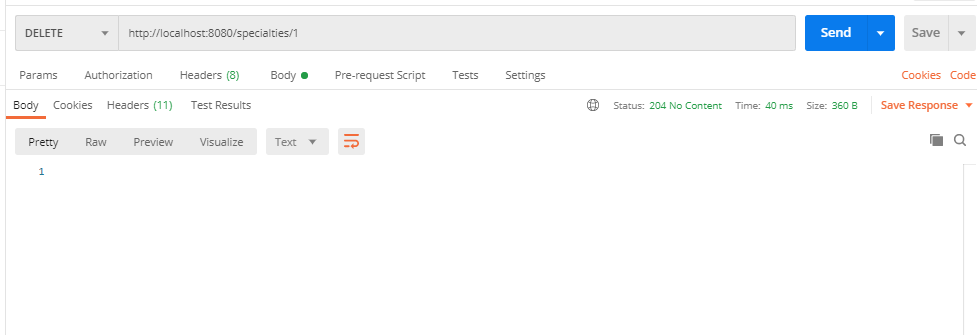 DELETE http://localhost:8080/specialties/1 Send Save
Params Authorization Headers (8) Body Pre-request Script Tests Settings Cookies Code
Body Cookies Headers (11) Test Results Status: 204 No Content Time: 40 ms Size: 360 B Save Response
Pretty Raw Preview Visualize Text
1